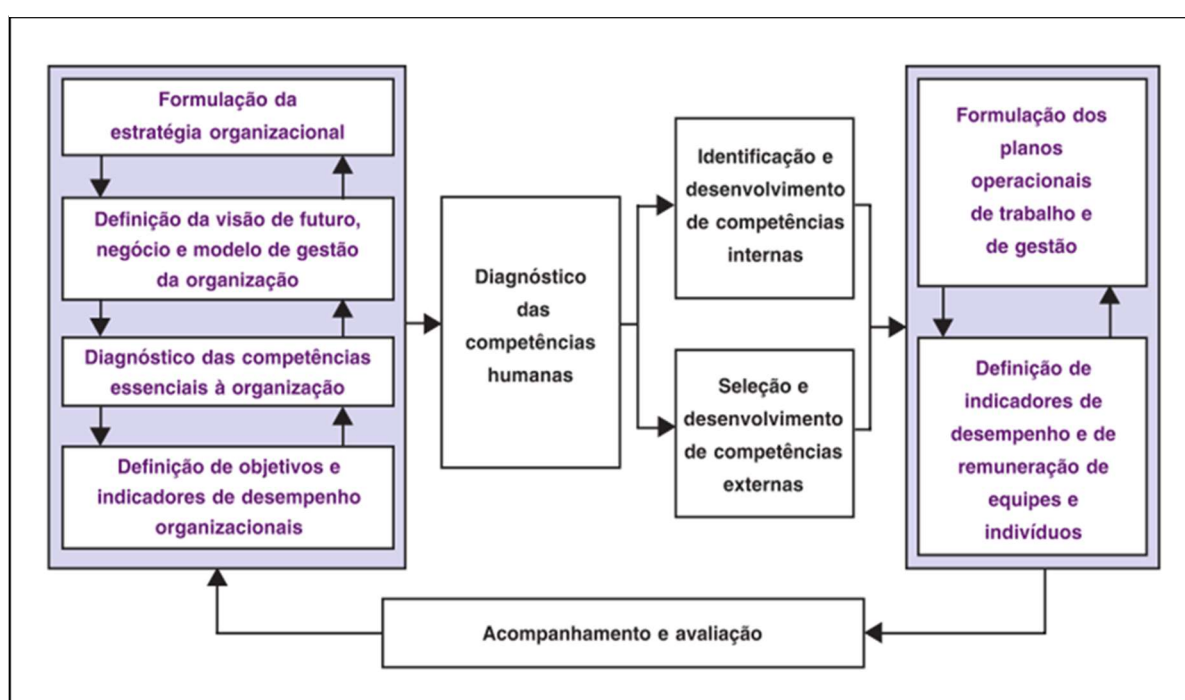 Formulação da
estratégia organizacional
Definição da visão de futuro,
negócio e modelo de gestão
da organização
Diagnóstico das competências
essenciais à organização
Definição de objetivos e
indicadores de desempenho
organizacionais
Diagnóstico
das
competências
humanas
Identificação e
desenvolvimento
de competências
internas
Seleção e
desenvolvimento
de competências
externas
Formulação dos
planos
operacionais
de trabalho e
de gestão
Definição de
indicadores de
desempenho e de
remuneração de
equipes e
indivíduos
Acompanhamento e avaliação